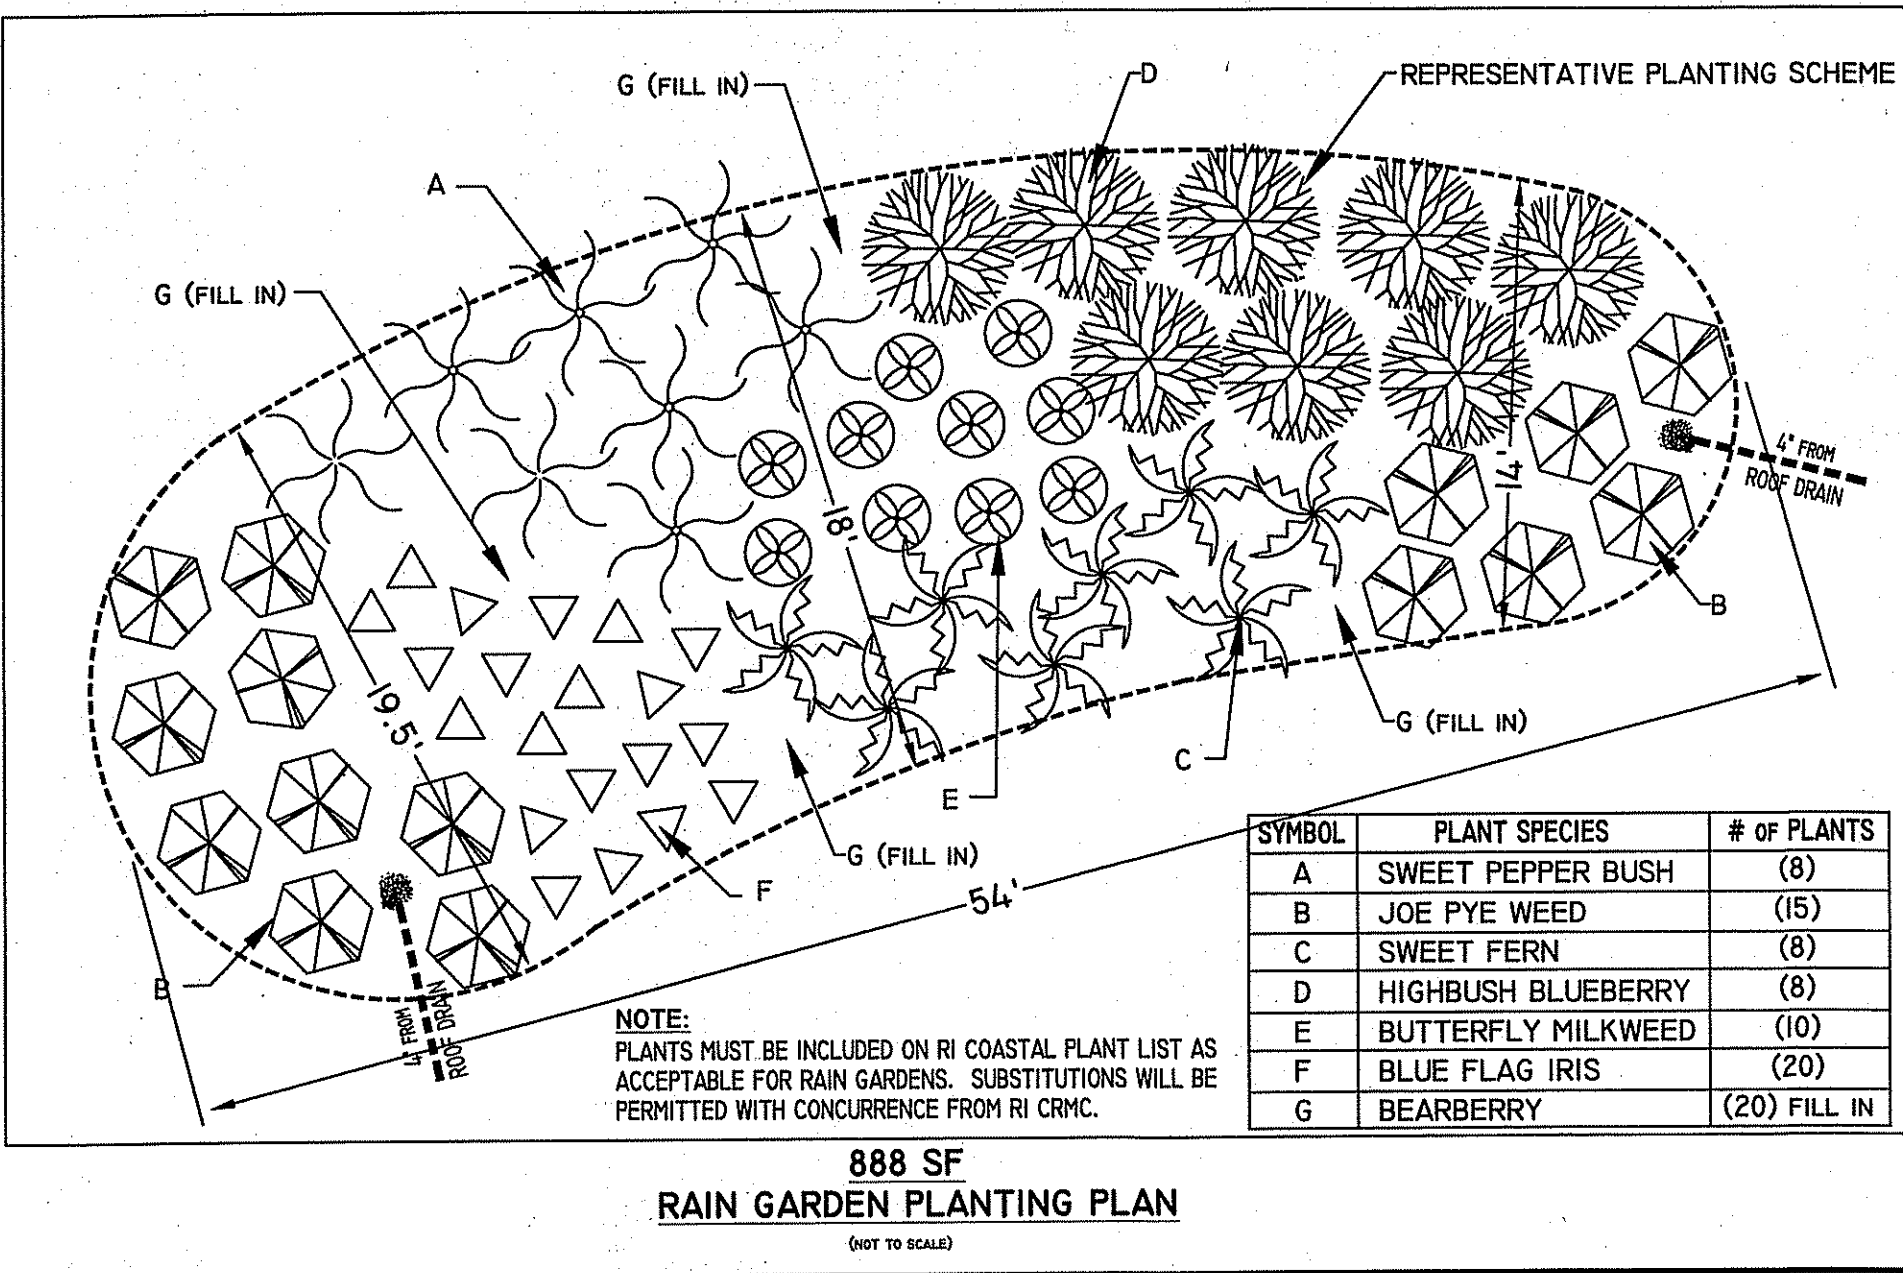 G (FILL IN)
D
REPRESENTATIVE PLANTING SCHEME
A
G (FILL IN)
4" FROM
ROOF DRAIN
14'
18'
B
19.5'
G (FILL IN)
C
E
G (FILL IN)
F
54'
B
4" FROM
ROOF DRAIN
SYMBOL PLANT SPECIES # OF PLANTS
A SWEET PEPPER BUSH (8)
B JOE PYE WEED (15)
C SWEET FERN (8)
D HIGHBUSH BLUEBERRY (8)
E BUTTERFLY MILKWEED (10)
F BLUE FLAG IRIS (20)
G BEARBERRY (20) FILL IN
NOTE:
PLANTS MUST BE INCLUDED ON RI COASTAL PLANT LIST AS
ACCEPTABLE FOR RAIN GARDENS. SUBSTITUTIONS WILL BE
PERMITTED WITH CONCURRENCE FROM RI CRMC.
888 SF
RAIN GARDEN PLANTING PLAN
(NOT TO SCALE)